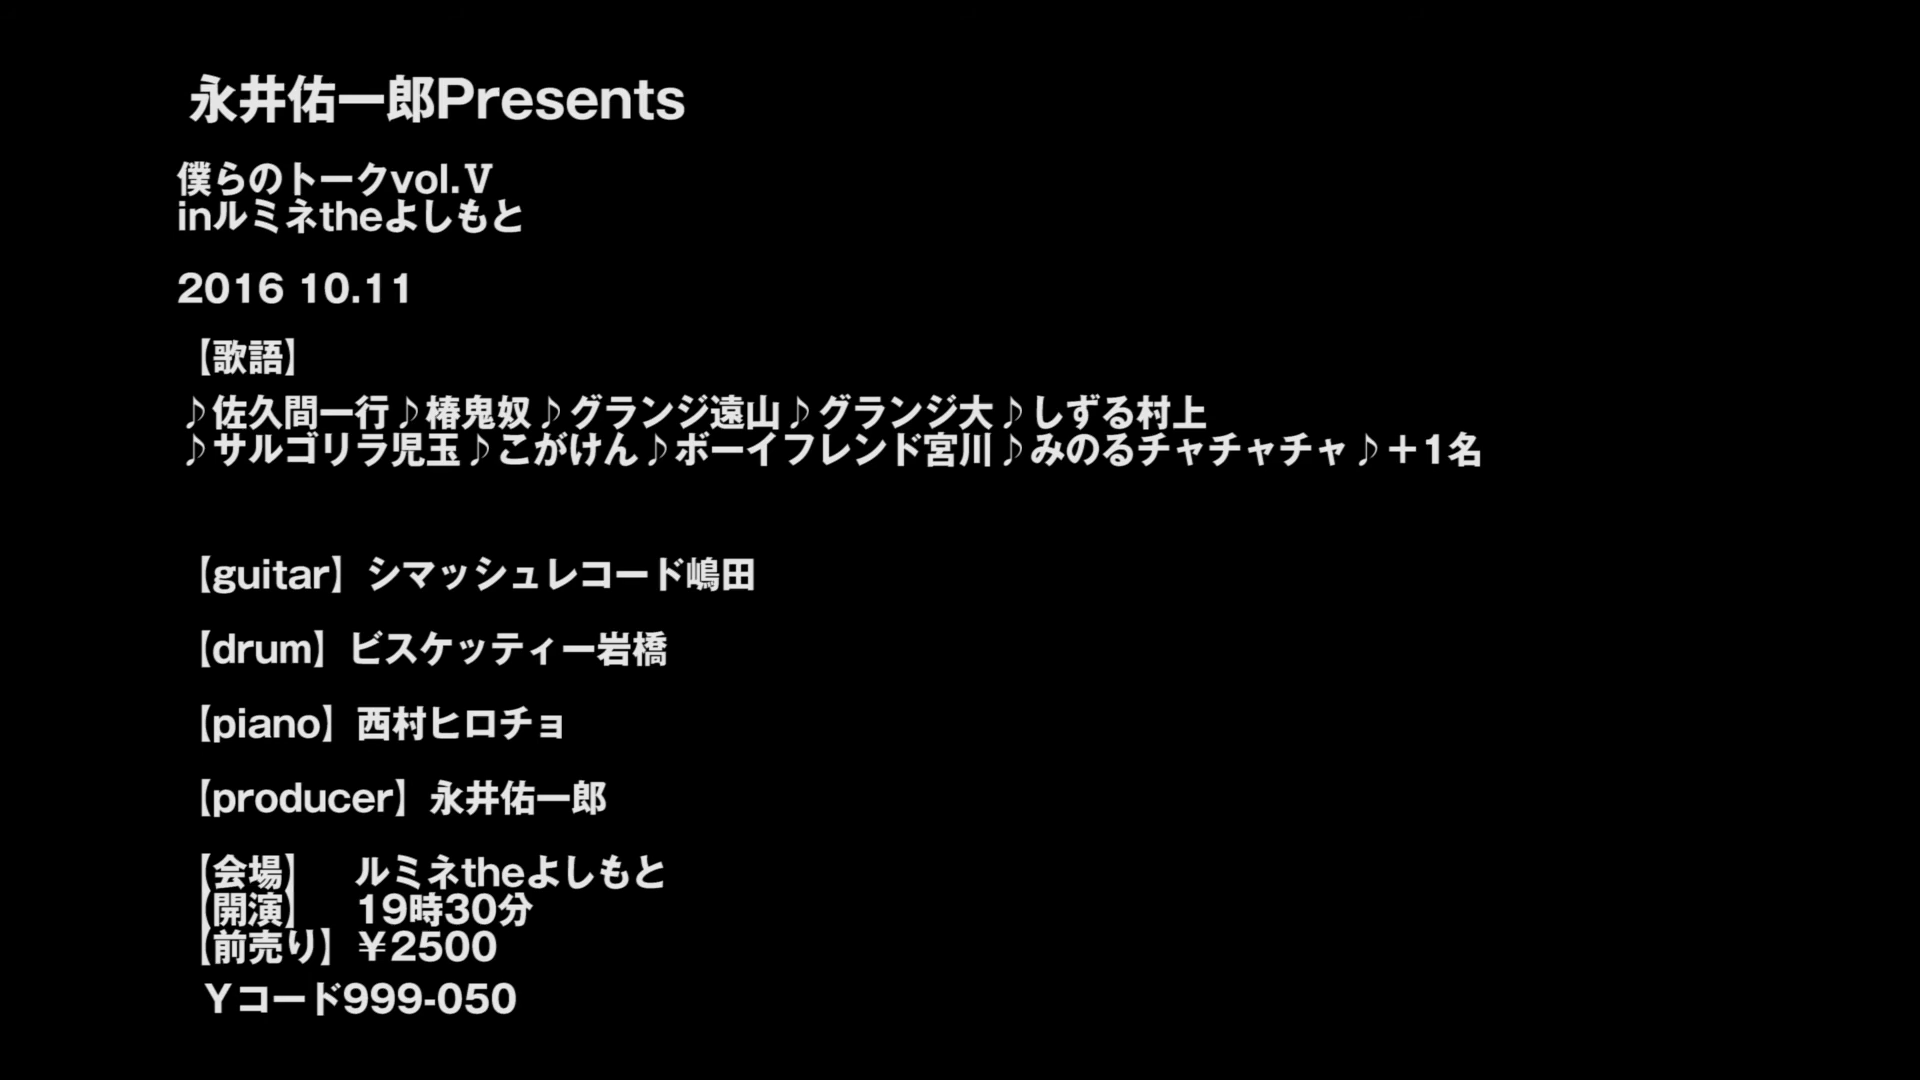 永井佑一郎Presents
僕らのトークvol.Ⅴ
inルミネtheよしもと
2016 10.11
【歌語】
♪佐久間一行♪椿鬼奴♪グランジ遠山♪グランジ大♪しずる村上
♪サルゴリラ児玉♪こがけん♪ボーイフレンド宮川♪みのるチャチャチャ♪＋1名
【guitar】シマッシュレコード嶋田
【drum】ビスケッティー岩橋
【piano】西村ヒロチョ
【producer】永井佑一郎
【会場】　ルミネtheよしもと
【開演】　19時30分
【前売り】￥2500
Ｙコード999-050